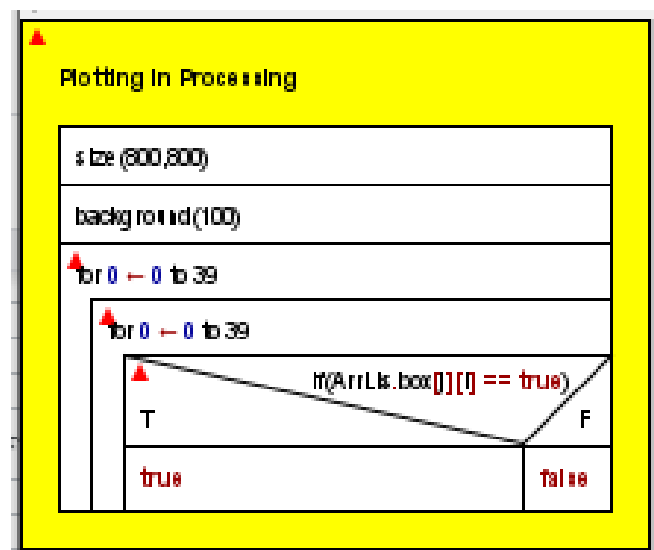 Plotting in Processing
size (800,800)
background(100)
for 0 ← 0 to 39
for 0 ← 0 to 39
if(ArrLis.box[j][i] == true)
T
F
true
false